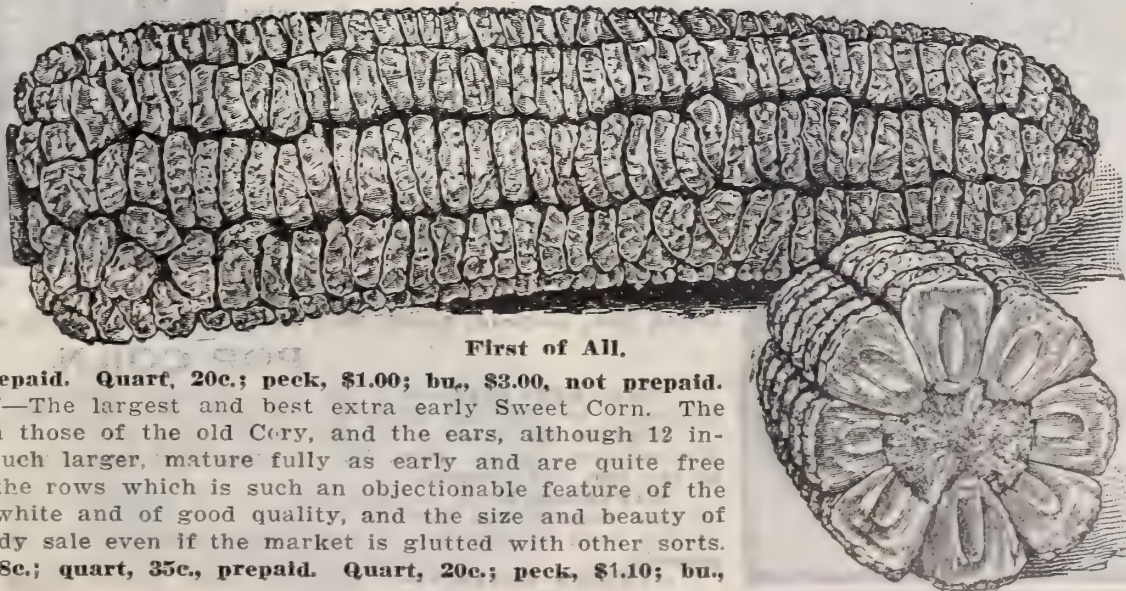 First of All.
epaid. Quart, 20c.; peck, $1.00; bu., $3.00, not prepaid.
—The largest and best extra early Sweet Corn. The
those of the old Cory, and the ears, although 12 in-
uch larger, mature fully as early and are quite free
the rows which is such an objectionable feature of the
white and of good quality, and the size and beauty of
dy sale even if the market is glutted with other sorts.
8c.; quart, 35c., prepaid. Quart, 20c.; peck, $1.10; bu.,